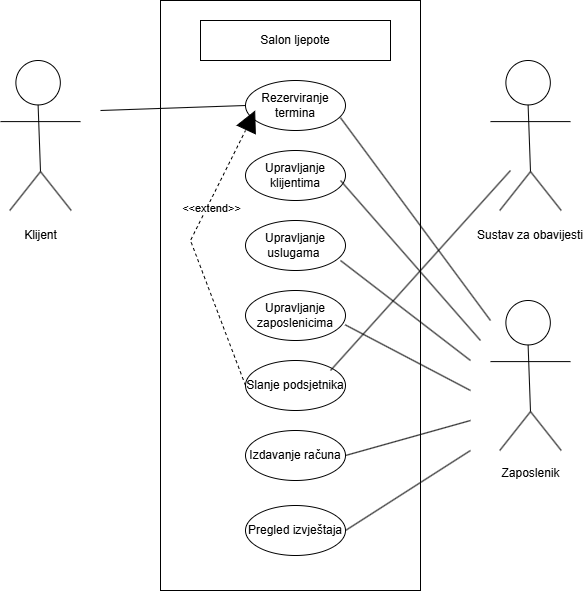 Salon ljepote
Rezerviranje
termina
Upravljanje
klijentima
<<extend>>
Klijent
Sustav za obavijesti
Upravljanje
uslugama
Upravljanje
zaposlenicima
Slanje podsjetnika
Izdavanje računa
Zaposlenik
Pregled izvještaja